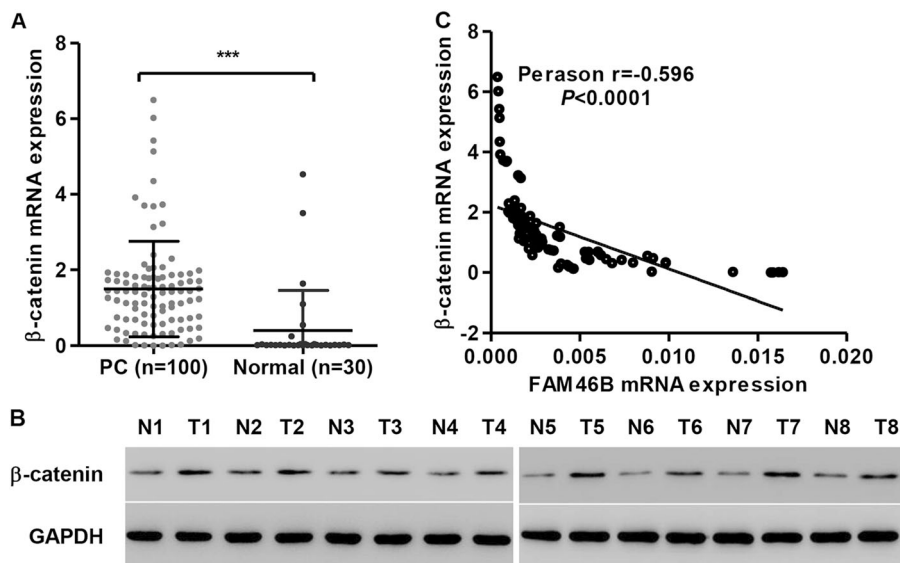 A
β-catenin mRNA expression
8
6
4
2
0
***
PC (n=100) Normal (n=30)
C
β-catenin mRNA expression
8
6
4
2
0
-2
Perason r=-0.596
P<0.0001
0.000 0.005 0.010 0.015 0.020
FAM46B mRNA expression
B
N1 T1 N2 T2 N3 T3 N4 T4 N5 T5 N6 T6 N7 T7 N8 T8
β-catenin
GAPDH